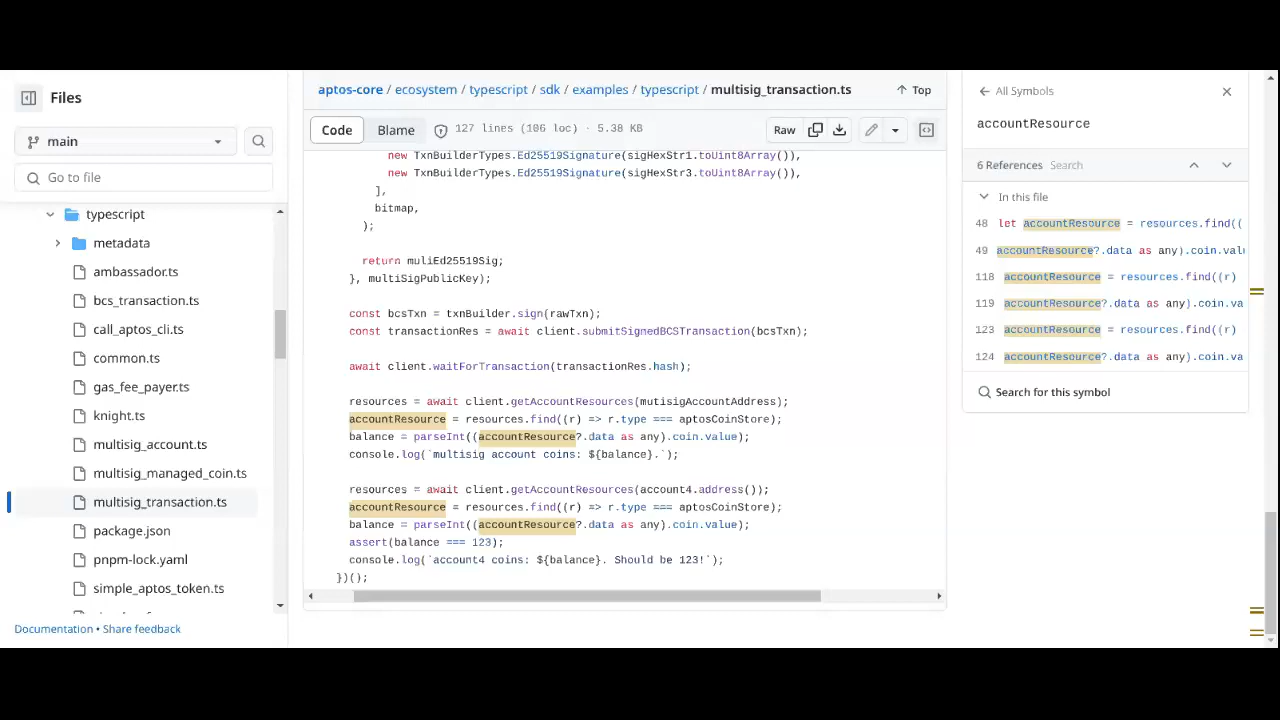 Files
main
Go to file
typescript
metadata
ambassador.ts
bcs_transaction.ts
call_aptos_cli.ts
common.ts
gas_fee_payer.ts
knight.ts
multisig_account.ts
multisig_managed_coin.ts
multisig_transaction.ts
package.json
pnpm-lock.yaml
simple_aptos_token.ts
Documentation • Share feedback
aptos-core / ecosystem / typescript / sdk / examples / typescript / multisig_transaction.ts
Top
Code
Blame
127 lines (106 loc) · 5.38 KB
Raw
new TxnBuilderTypes.Ed25519Signature(sigHexStr1.toUint8Array()),
new TxnBuilderTypes.Ed25519Signature(sigHexStr3.toUint8Array()),
],
bitmap,
);
return muliEd25519Sig;
}, multiSigPublicKey);
const bcsTxn = txnBuilder.sign(rawTxn);
const transactionRes = await client.submitSignedBCSTransaction(bcsTxn);
await client.waitForTransaction(transactionRes.hash);
resources = await client.getAccountResources(mutisigAccountAddress);
accountResource = resources.find((r) => r.type === aptosCoinStore);
balance = parseInt((accountResource?.data as any).coin.value);
console.log(`multisig account coins: ${balance}.`);
resources = await client.getAccountResources(account4.address());
accountResource = resources.find((r) => r.type === aptosCoinStore);
balance = parseInt((accountResource?.data as any).coin.value);
assert(balance === 123);
console.log(`account4 coins: ${balance}. Should be 123!`);
})();
All Symbols
accountResource
6 References Search
In this file
48 let accountResource = resources.find((
49 accountResource?.data as any).coin.valu
118 accountResource = resources.find((r)
119 accountResource?.data as any).coin.va
123 accountResource = resources.find((r)
124 accountResource?.data as any).coin.va
Search for this symbol